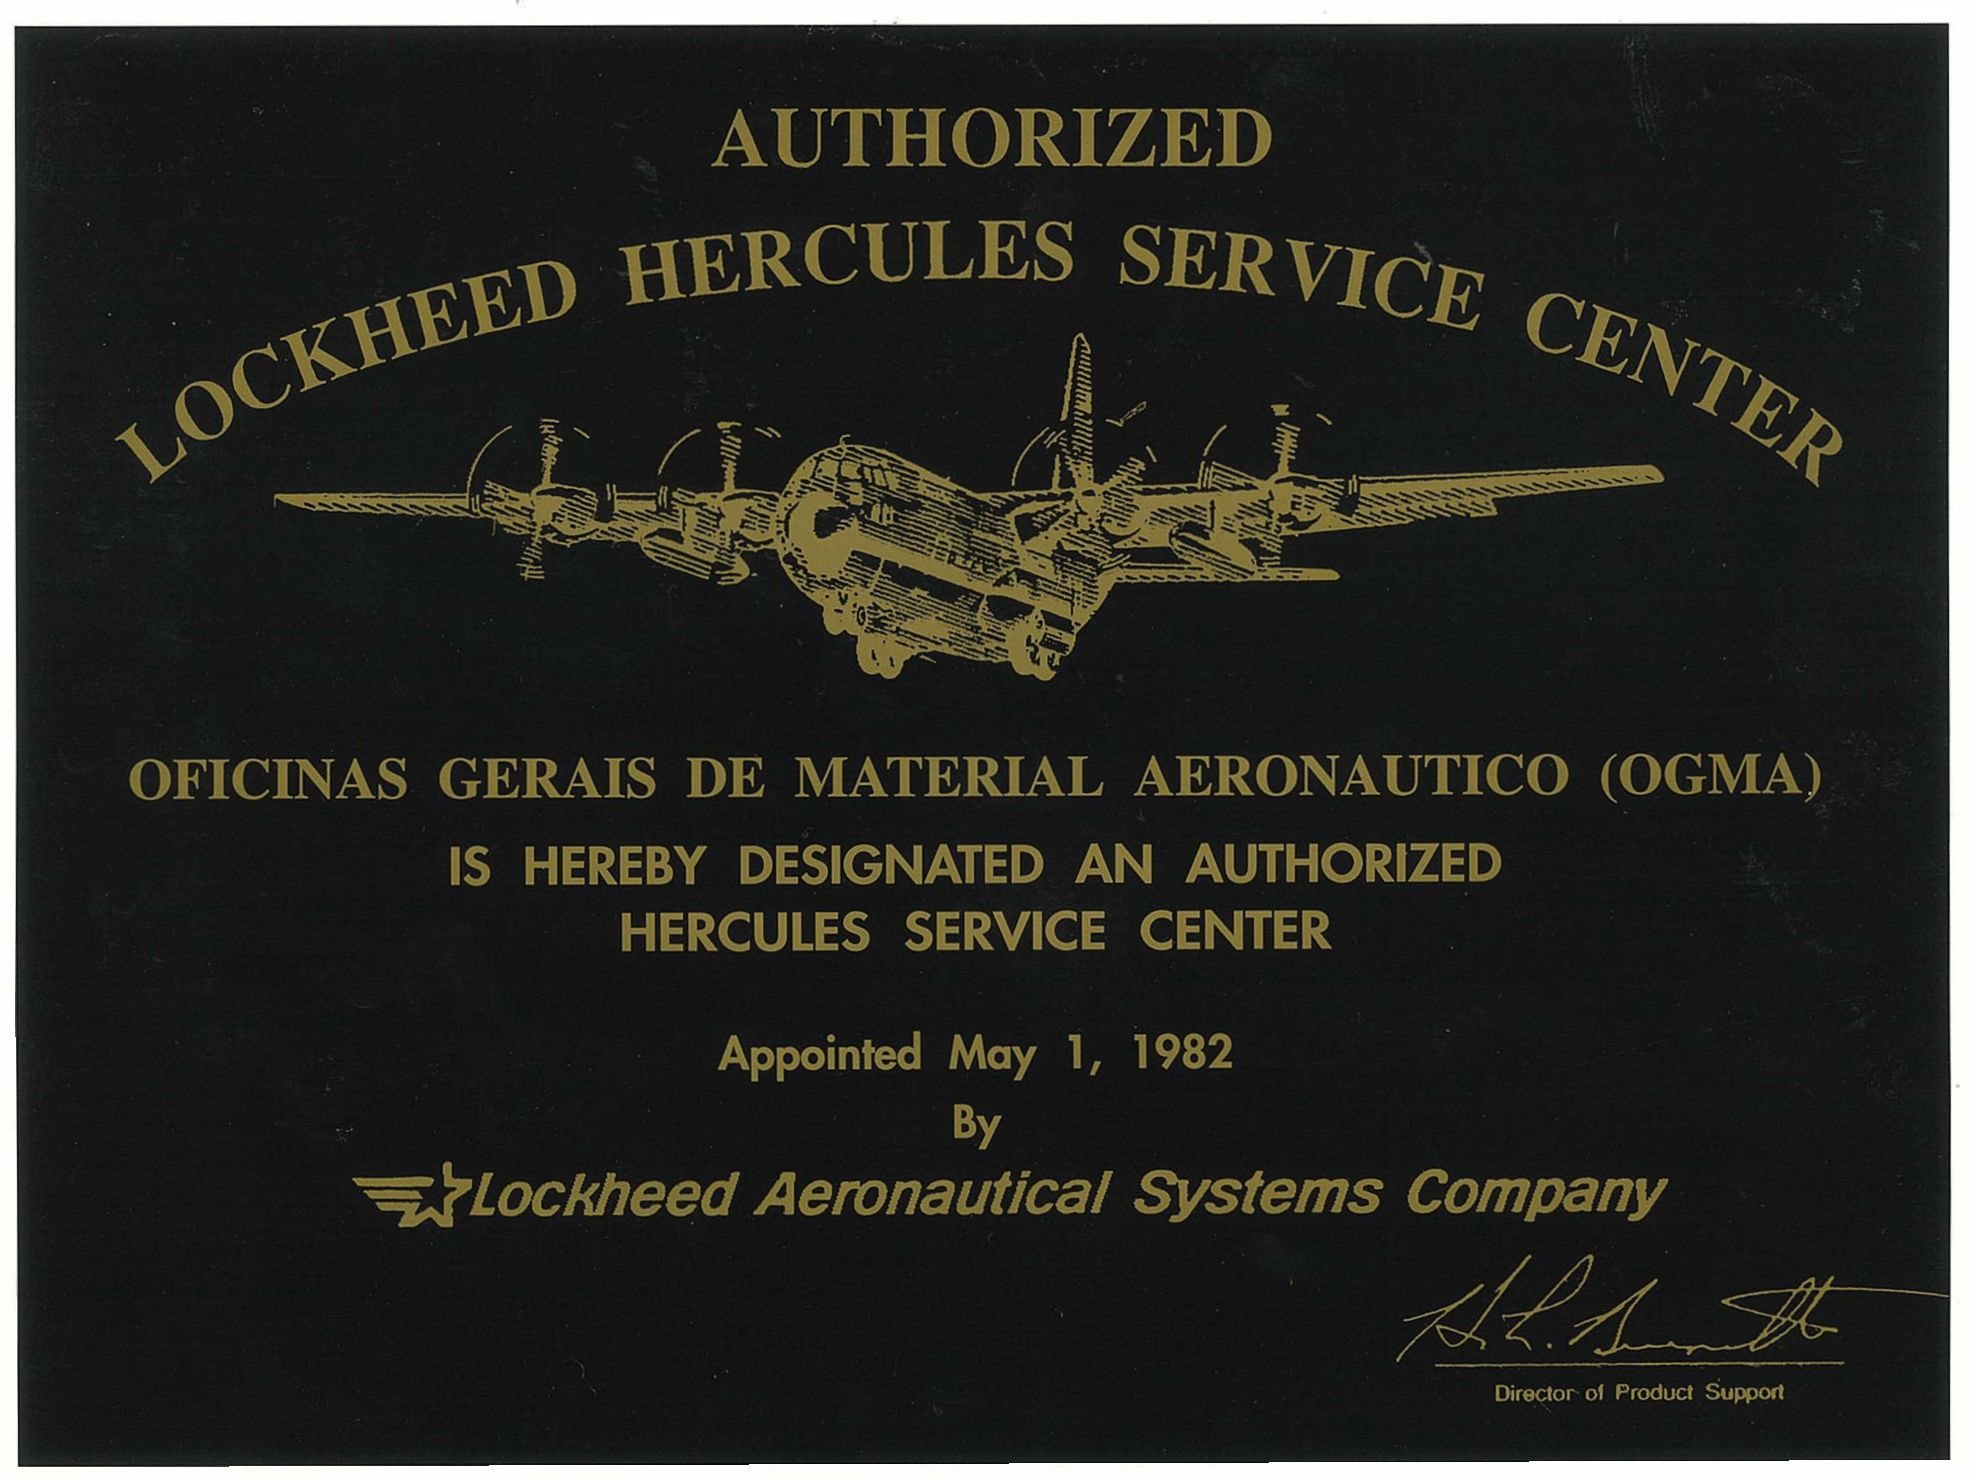 AUTHORIZED
LOCKHEED HERCULES SERVICE CENTER
OFICINAS GERAIS DE MATERIAL AERONAUTICO (OGMA)
IS HEREBY DESIGNATED AN AUTHORIZED
HERCULES SERVICE CENTER
Appointed May 1, 1982
By
Lockheed Aeronautical Systems Company
Director of Product Support